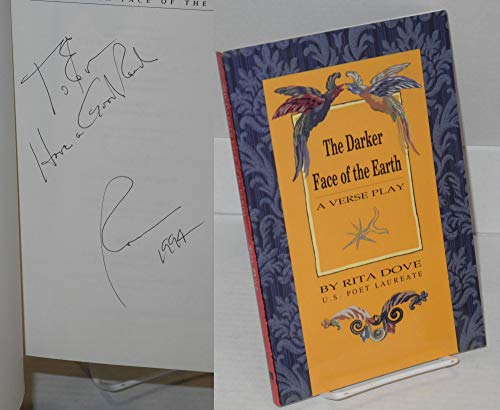 FACE OF THE
To
Have a Good Read
1994
The Darker
Face of the Earth
A VERSE PLAY
BY RITA DOVE
U.S. POET LAUREATE